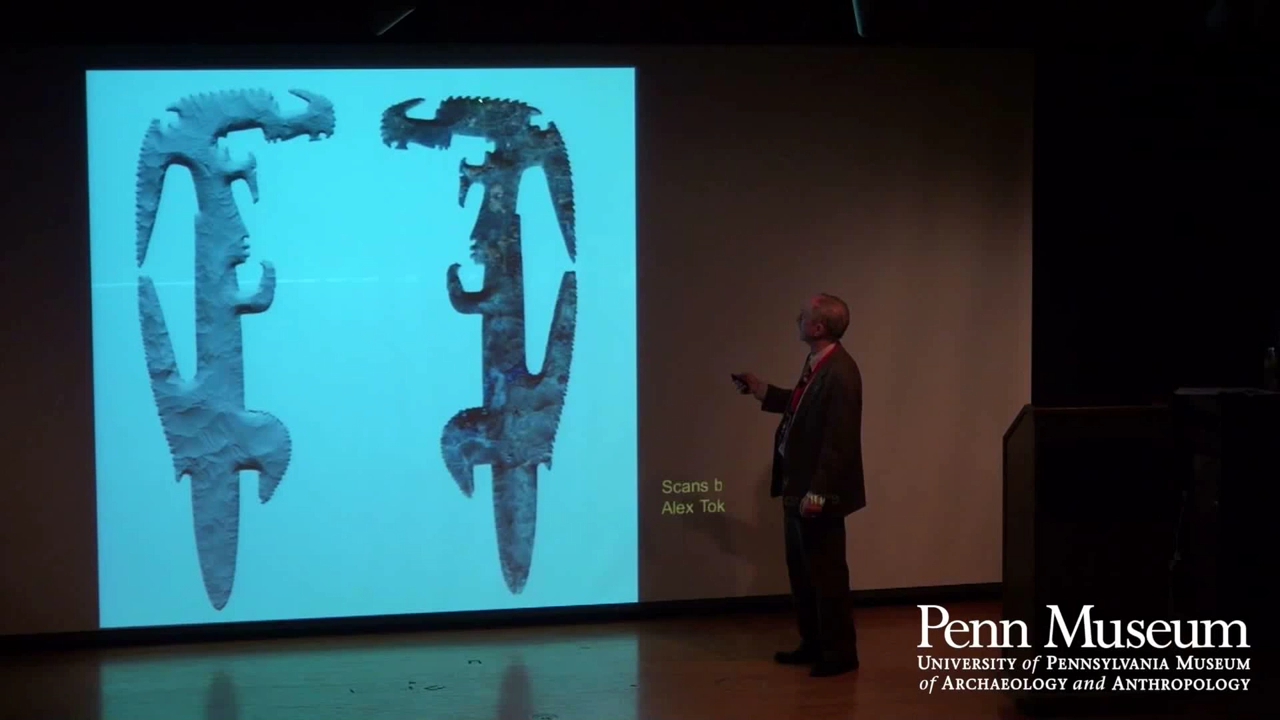 Scans b
Alex Tok
Penn Museum
University of Pennsylvania Museum
of Archaeology and Anthropology